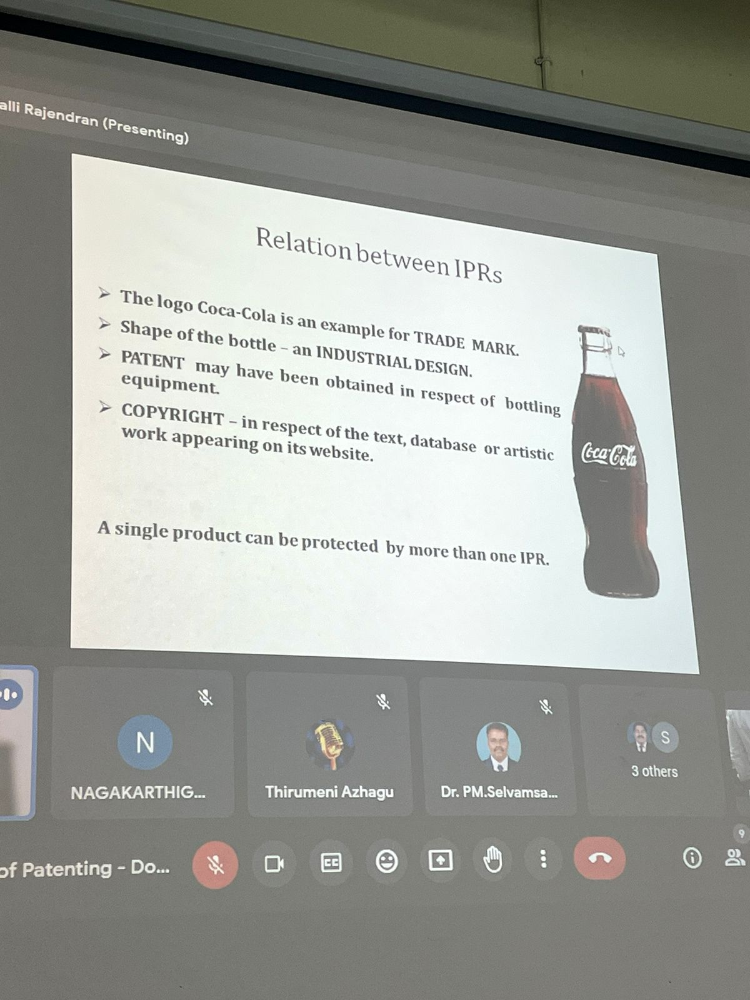 alli Rajendran (Presenting)
Relation between IPRs
➢ The logo Coca-Cola is an example for TRADE MARK.
➢ Shape of the bottle – an INDUSTRIAL DESIGN.
➢ PATENT may have been obtained in respect of bottling
equipment.
➢ COPYRIGHT – in respect of the text, database or artistic
work appearing on its website.
Coca-Cola
A single product can be protected by more than one IPR.
N
S
3 others
NAGAKARTHIG...
Thirumeni Azhagu
Dr. PM.Selvamsa...
9
of Patenting - Do...
CC